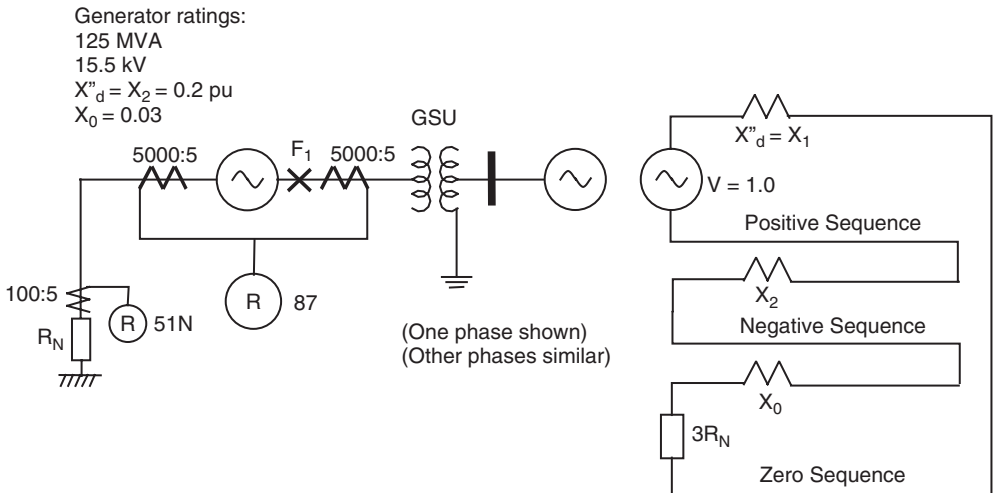 Generator ratings:
125 MVA
15.5 kV
X”d = X2 = 0.2 pu
X0 = 0.03
GSU
5000:5
F1
5000:5
100:5
R
51N
RN
R
87
(One phase shown)
(Other phases similar)
X”d = X1
V = 1.0
Positive Sequence
X2
Negative Sequence
X0
3RN
Zero Sequence